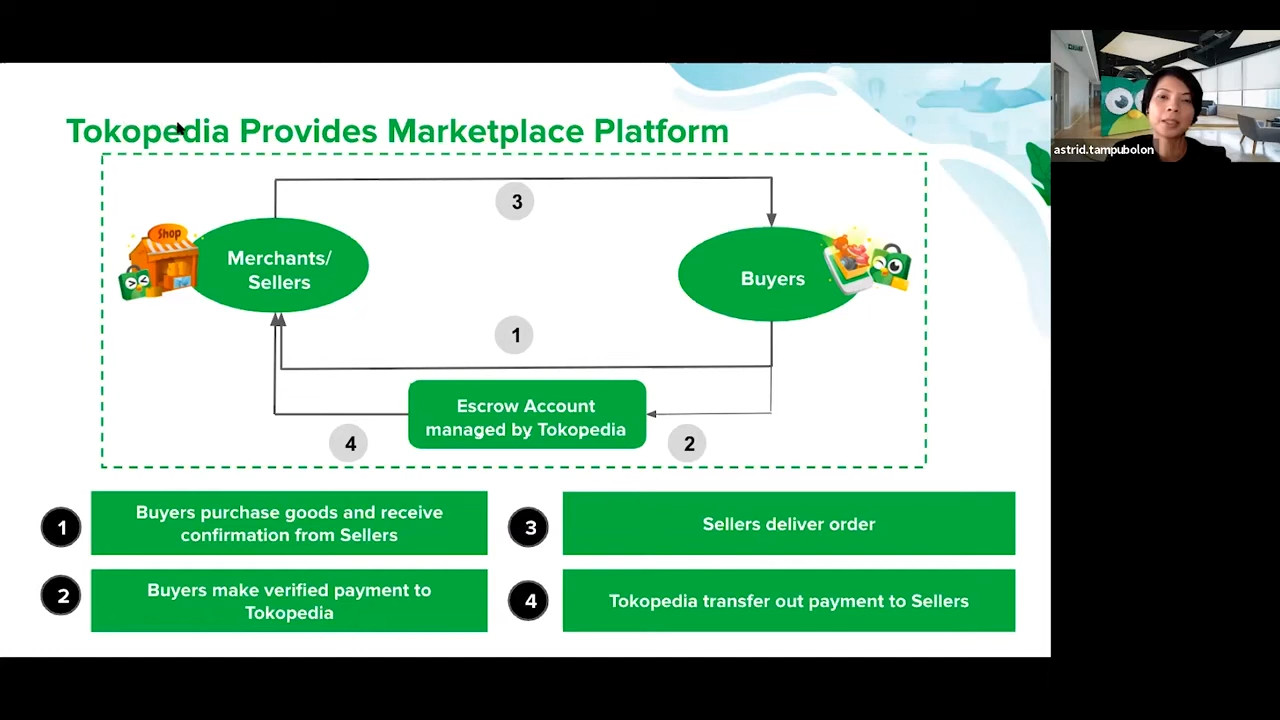 Tokopedia Provides Marketplace Platform
astrid.tampubolon
3
Shop
Merchants/
Sellers
Buyers
1
Escrow Account
managed by Tokopedia
4
2
1
Buyers purchase goods and receive
confirmation from Sellers
3
Sellers deliver order
2
Buyers make verified payment to
Tokopedia
4
Tokopedia transfer out payment to Sellers